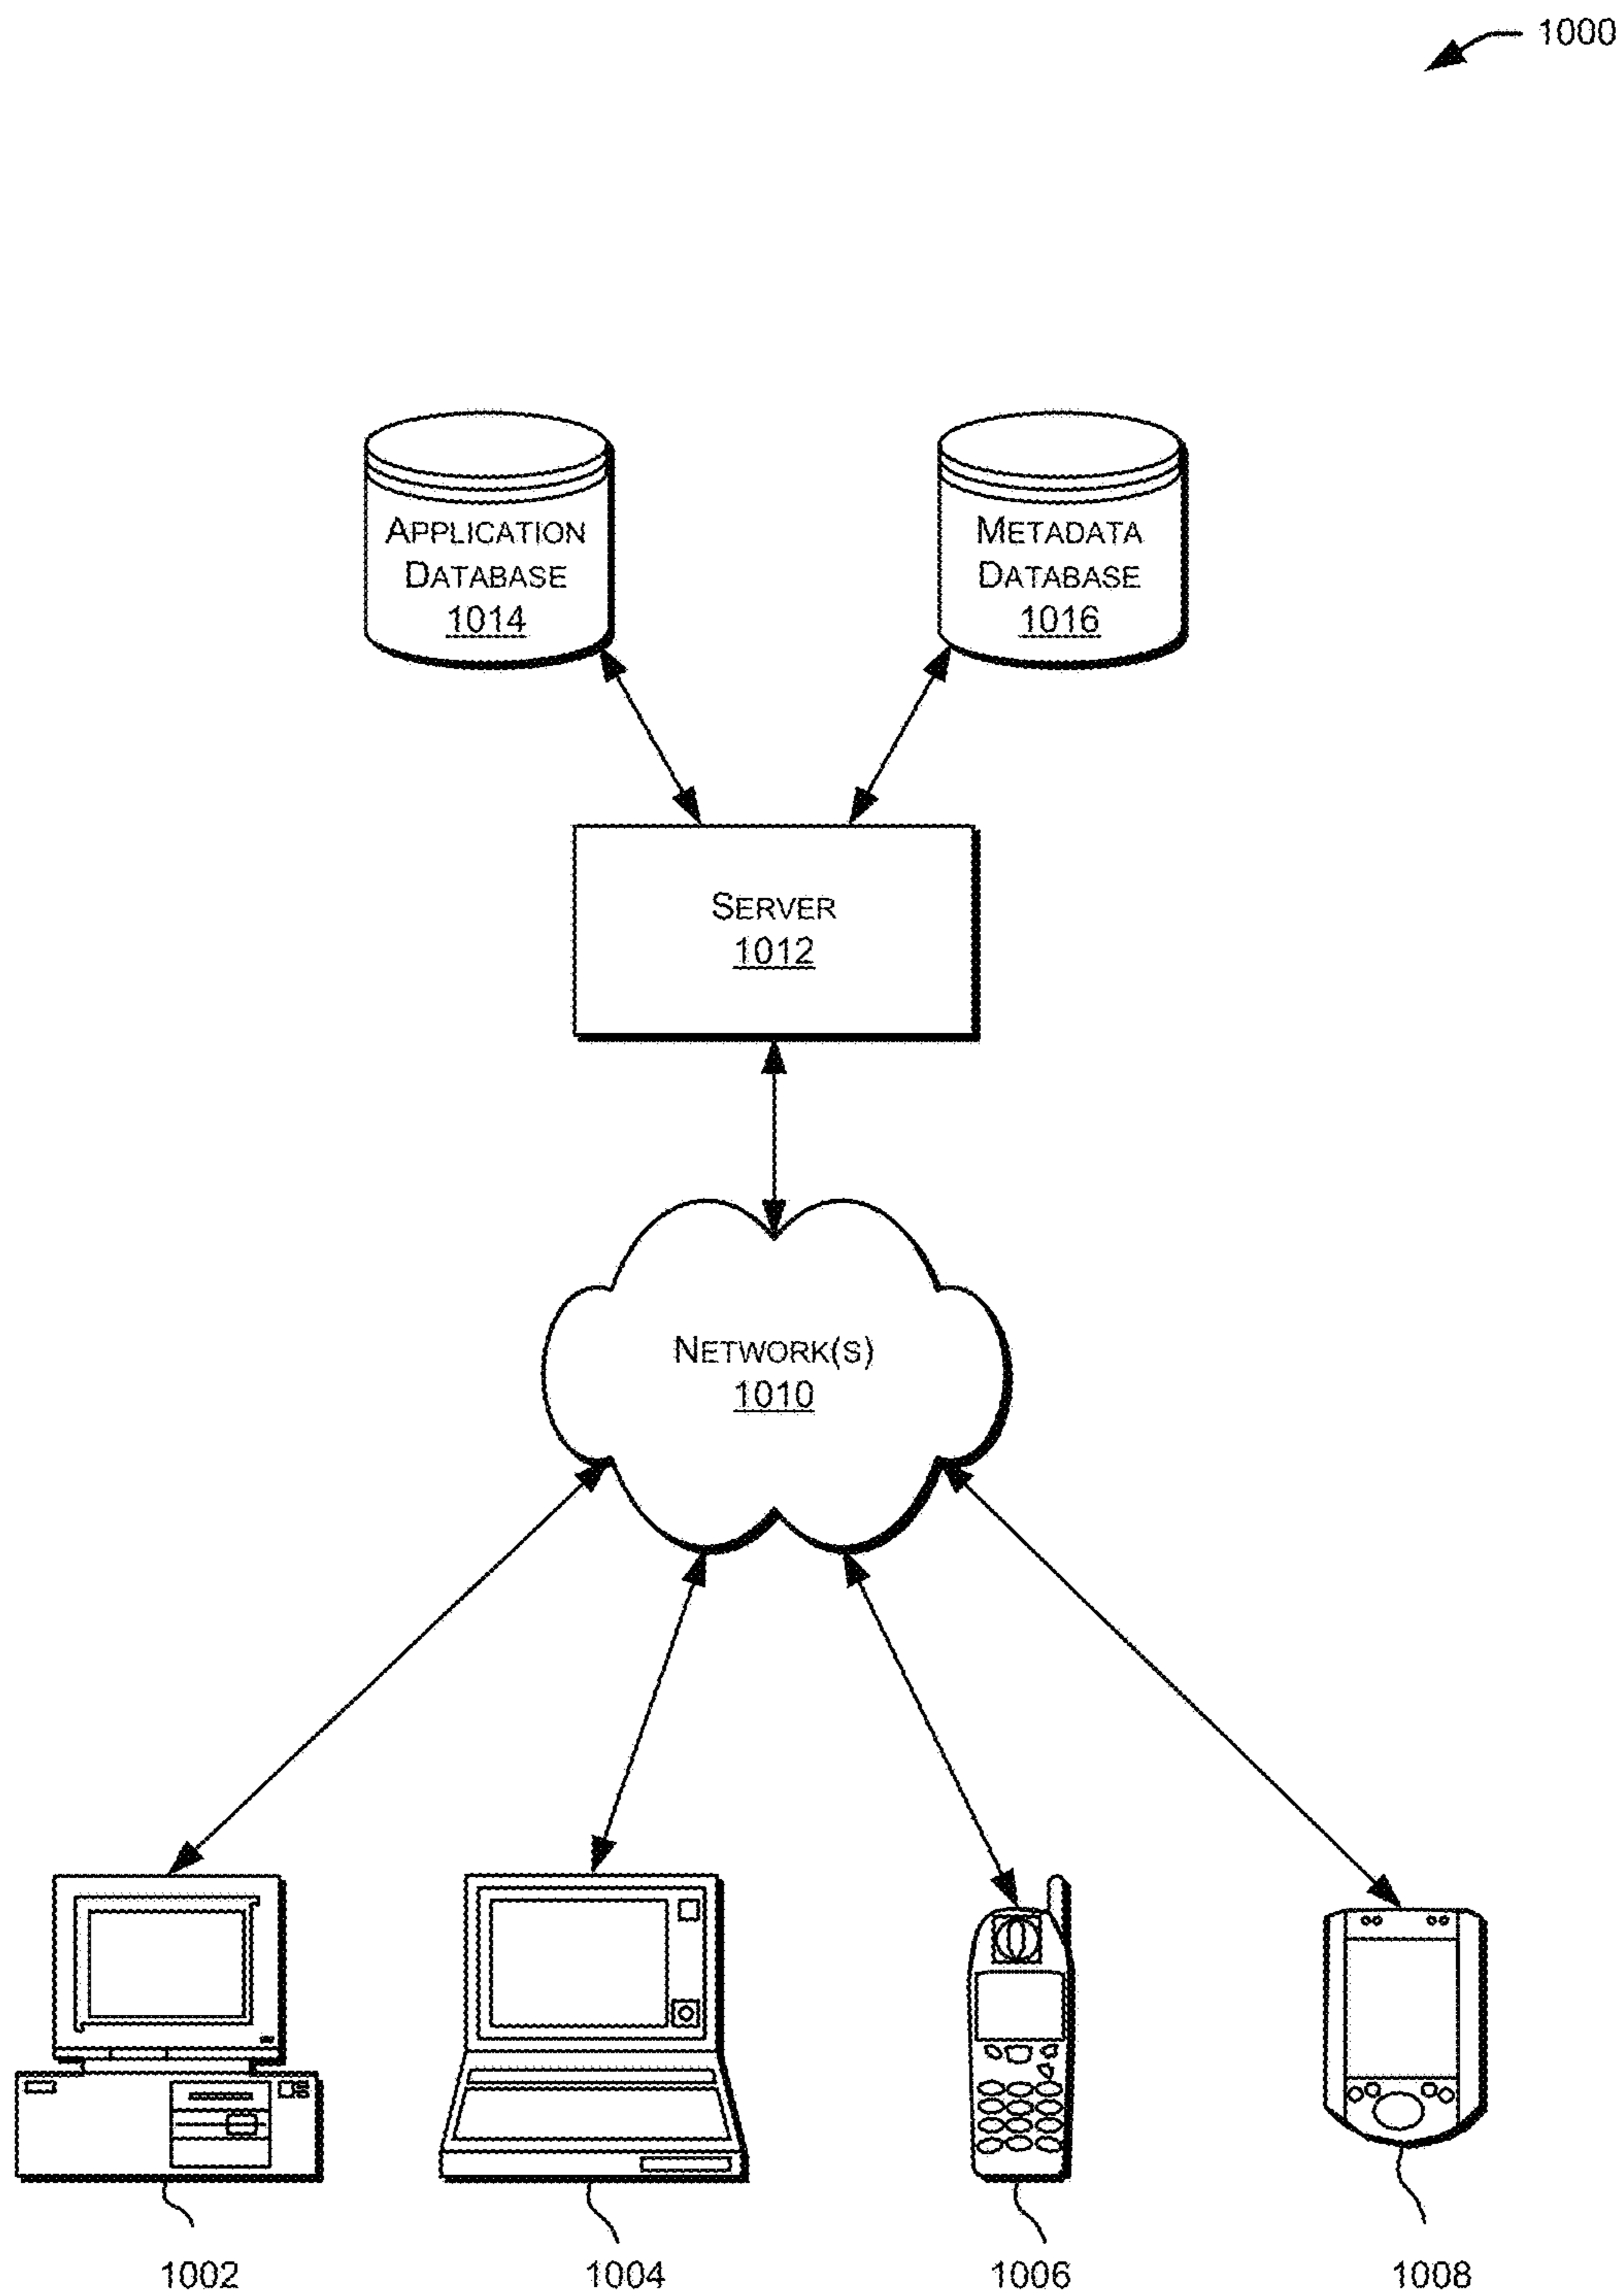 1000
APPLICATION
DATABASE
1014
METADATA
DATABASE
1016
SERVER
1012
NETWORK(S)
1010
1002
1004
1006
1008